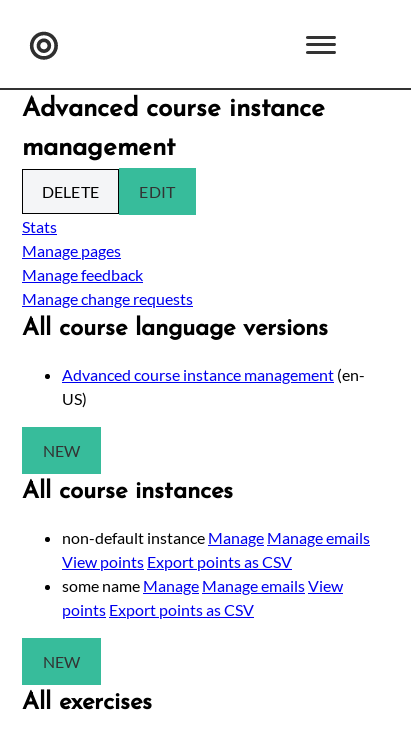 Advanced course instance
management
DELETE EDIT
Stats
Manage pages
Manage feedback
Manage change requests
All course language versions
Advanced course instance management (en-
US)
NEW
All course instances
non-default instance Manage Manage emails
View points Export points as CSV
some name Manage Manage emails View
points Export points as CSV
NEW
All exercises